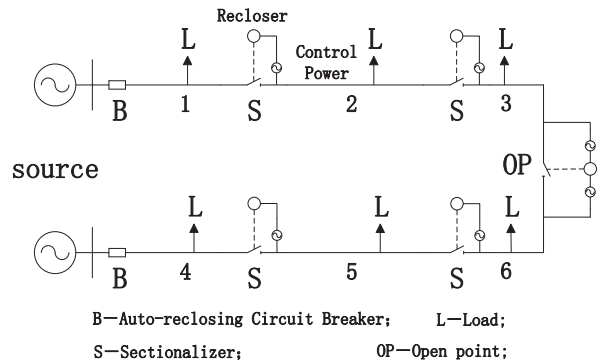 Recloser
L
L
L
Control
Power
B
1
S
2
S
3
OP
source
L
L
L
B
4
S
5
S
6
B—Auto-reclosing Circuit Breaker; L—Load;
S—Sectionalizer; OP—Open point;